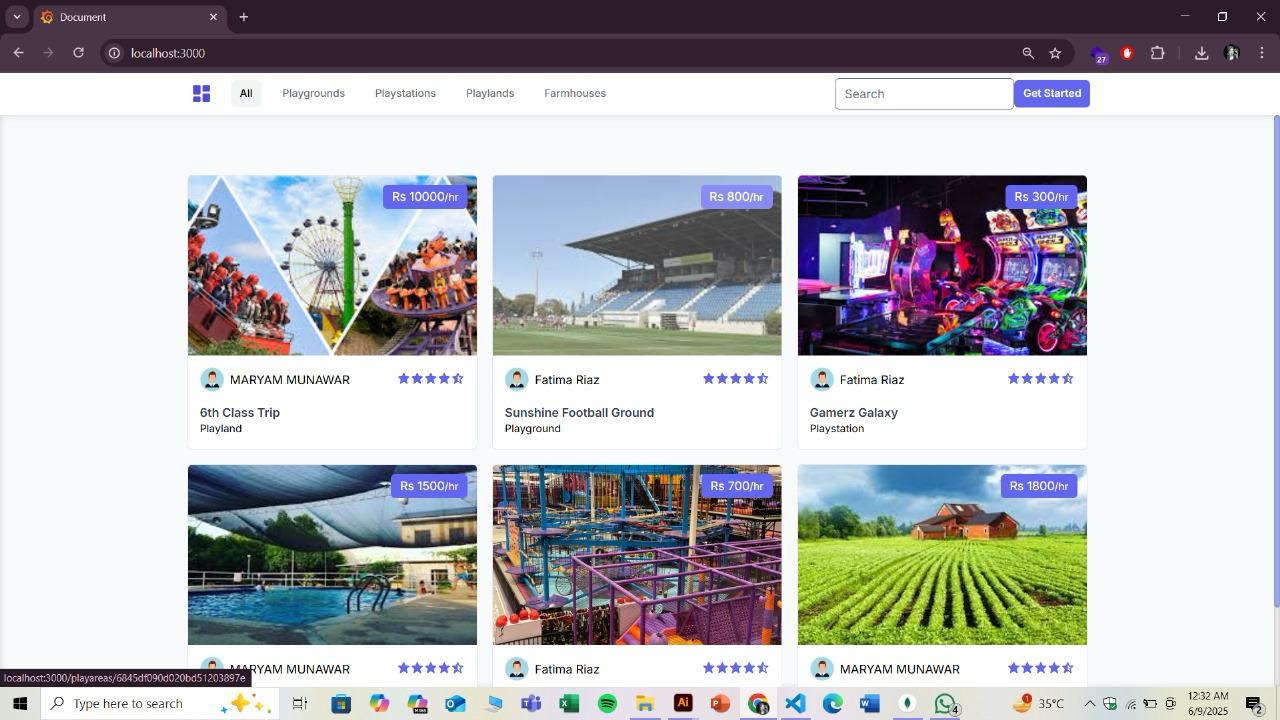 Document
localhost:3000
27
All
Playgrounds
Playstations
Playlands
Farmhouses
Search
Get Started
Rs 10000/hr
Rs 800/hr
Rs 300/hr
MARYAM MUNAWAR
Fatima Riaz
Fatima Riaz
6th Class Trip
Sunshine Football Ground
Gamerz Galaxy
Playland
Playground
Playstation
Rs 1500/hr
Rs 700/hr
Rs 1800/hr
MARYAM MUNAWAR
Fatima Riaz
MARYAM MUNAWAR
localhost:3000/playareas/6845df090d020bd51203897e
Type here to search
4
1
35°C
12:32 AM
6/9/2025
2